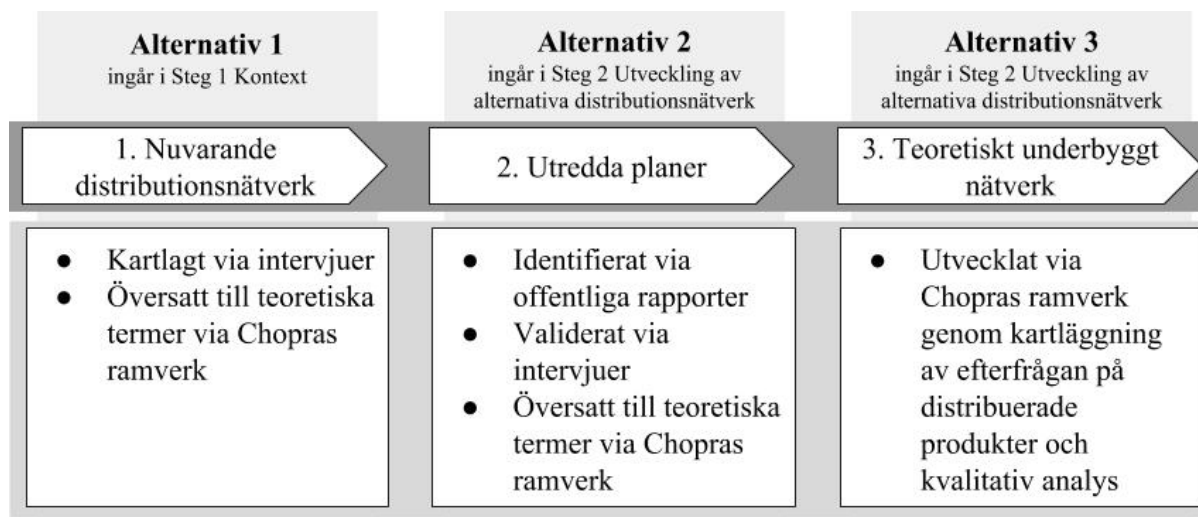 Alternativ 1
ingår i Steg 1 Kontext
Alternativ 2
ingår i Steg 2 Utveckling av
alternativa distributionsnätverk
Alternativ 3
ingår i Steg 2 Utveckling av
alternativa distributionsnätverk
1. Nuvarande
distributionsnätverk
2. Utredda planer
3. Teoretiskt underbyggt
nätverk
● Kartlagt via intervjuer
● Översatt till teoretiska
termer via Chopras
ramverk
● Identifierat via
offentliga rapporter
● Validerat via
intervjuer
● Översatt till teoretiska
termer via Chopras
ramverk
● Utvecklat via
Chopras ramverk
genom kartläggning
av efterfrågan på
distribuerade
produkter och
kvalitativ analys